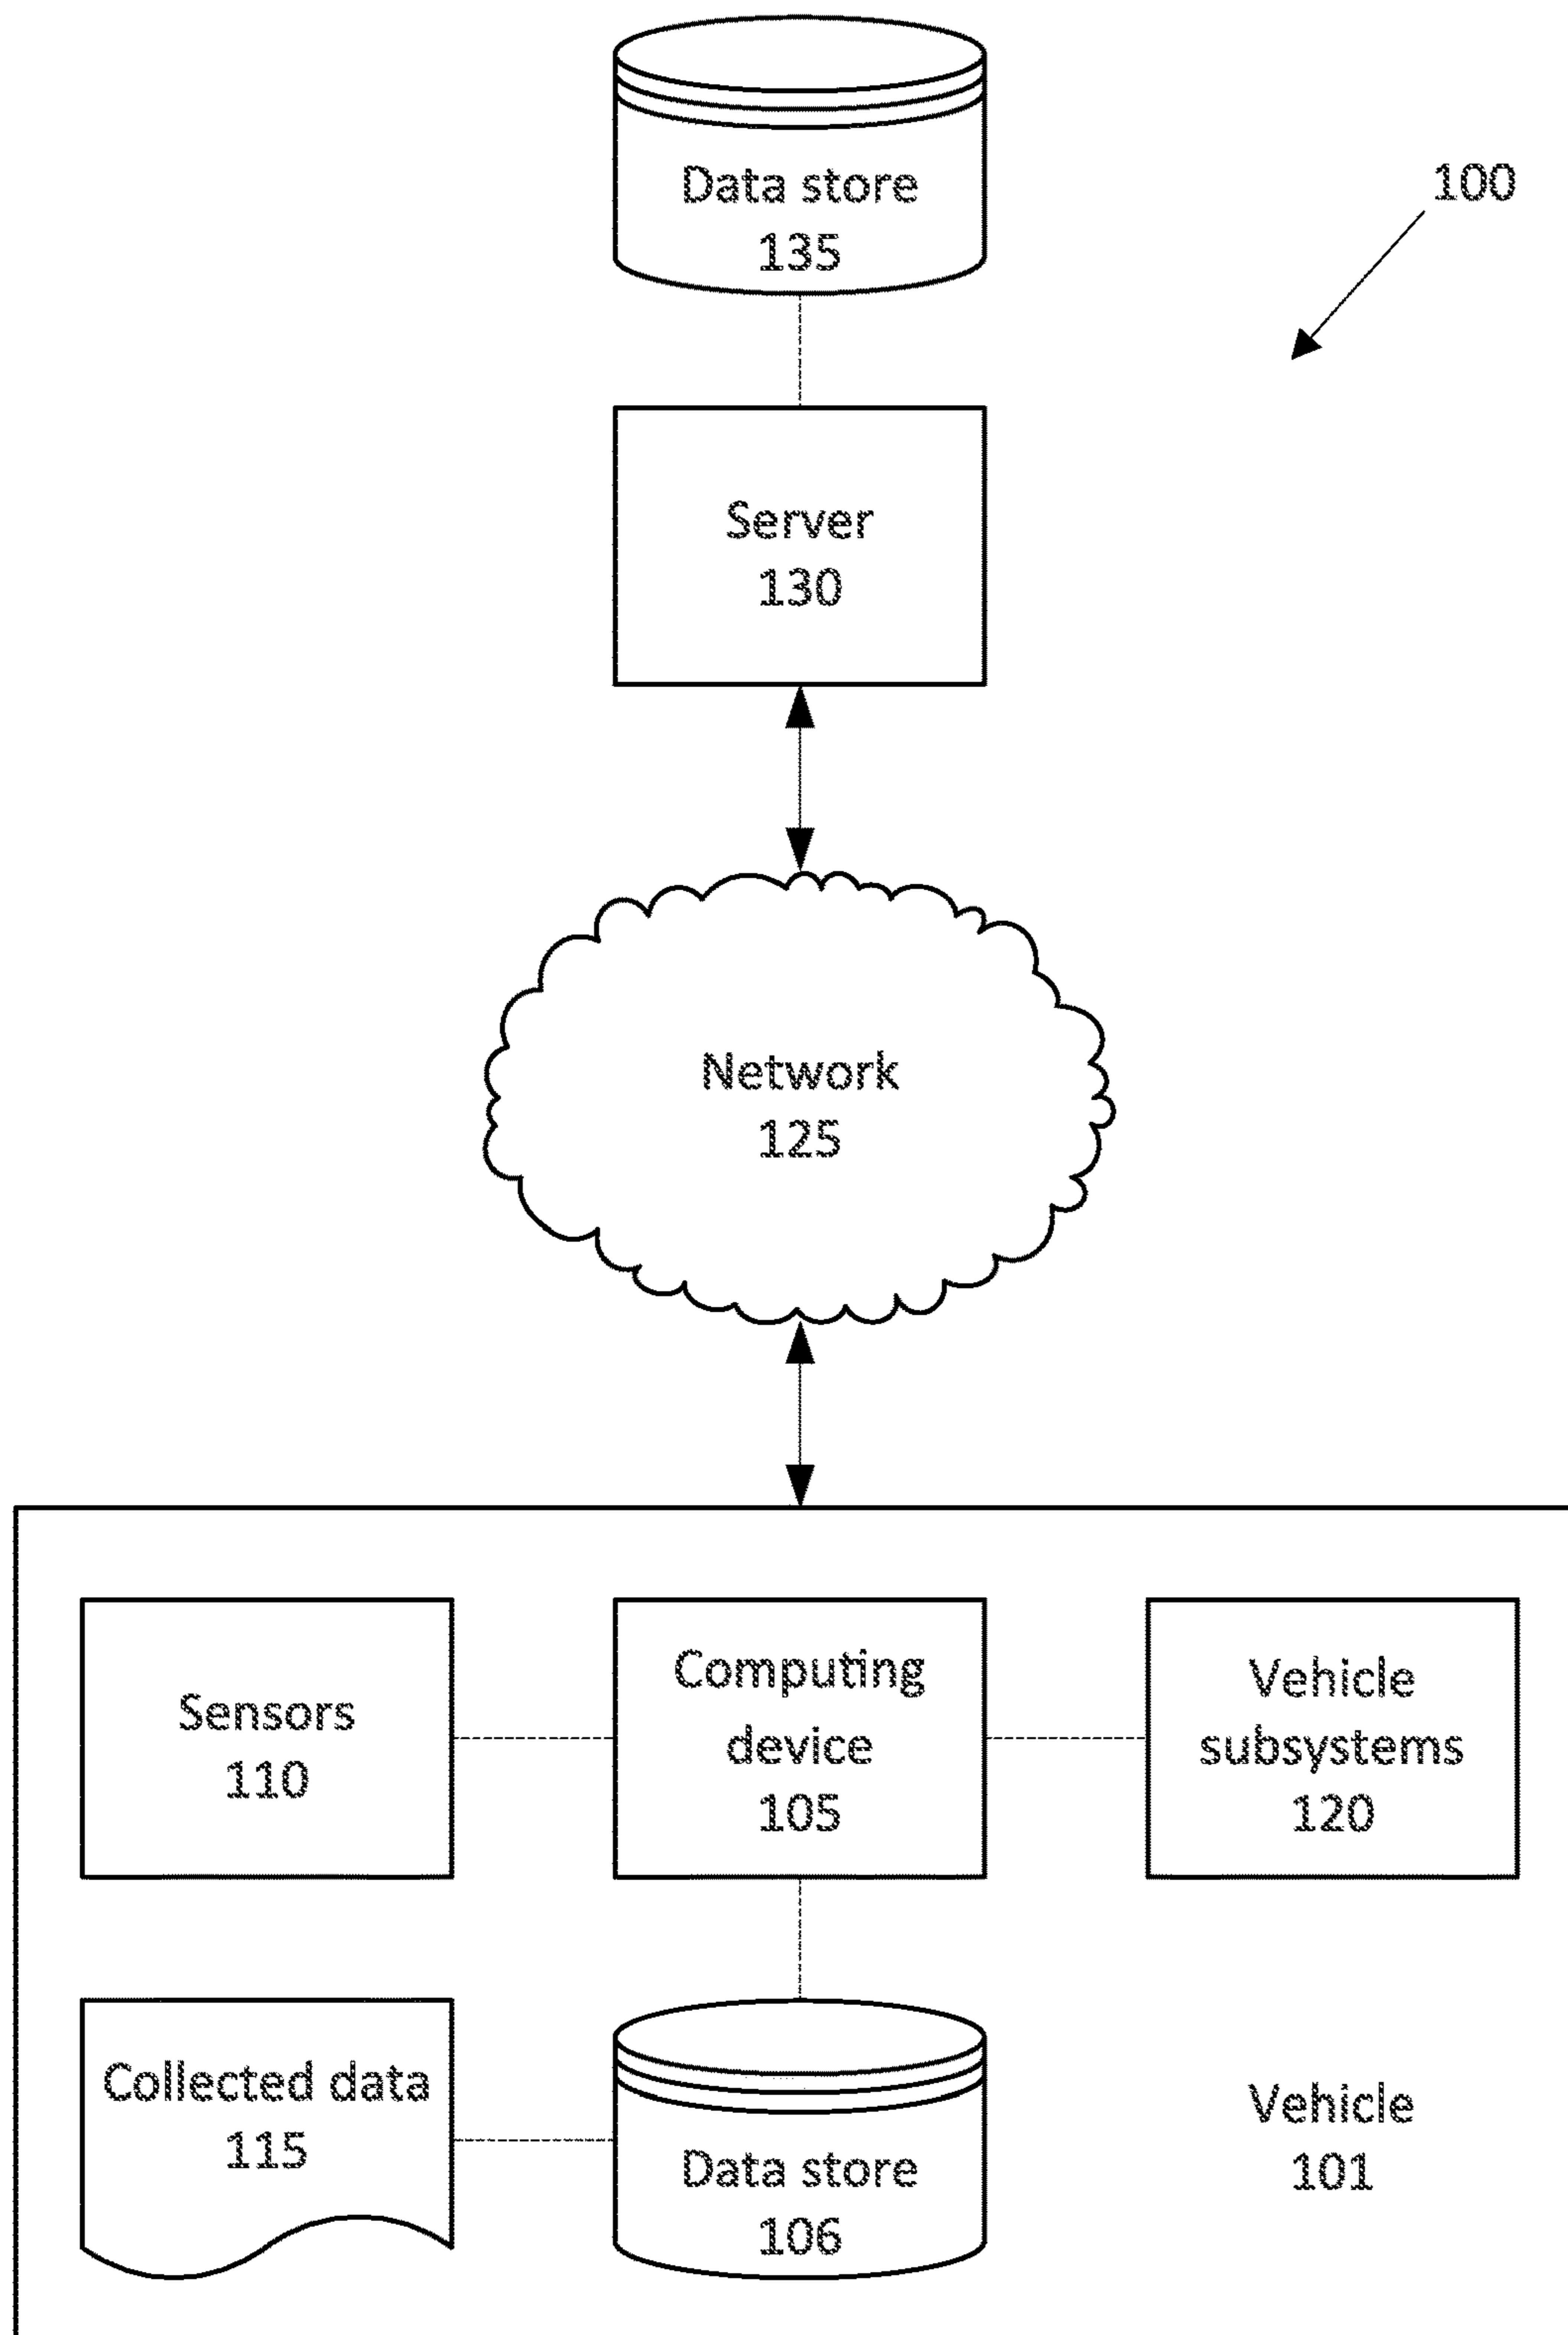 Data store
135
100
Server
130
Network
125
Sensors
110
Computing
device
105
Vehicle
subsystems
120
Collected data
115
Data store
106
Vehicle
101